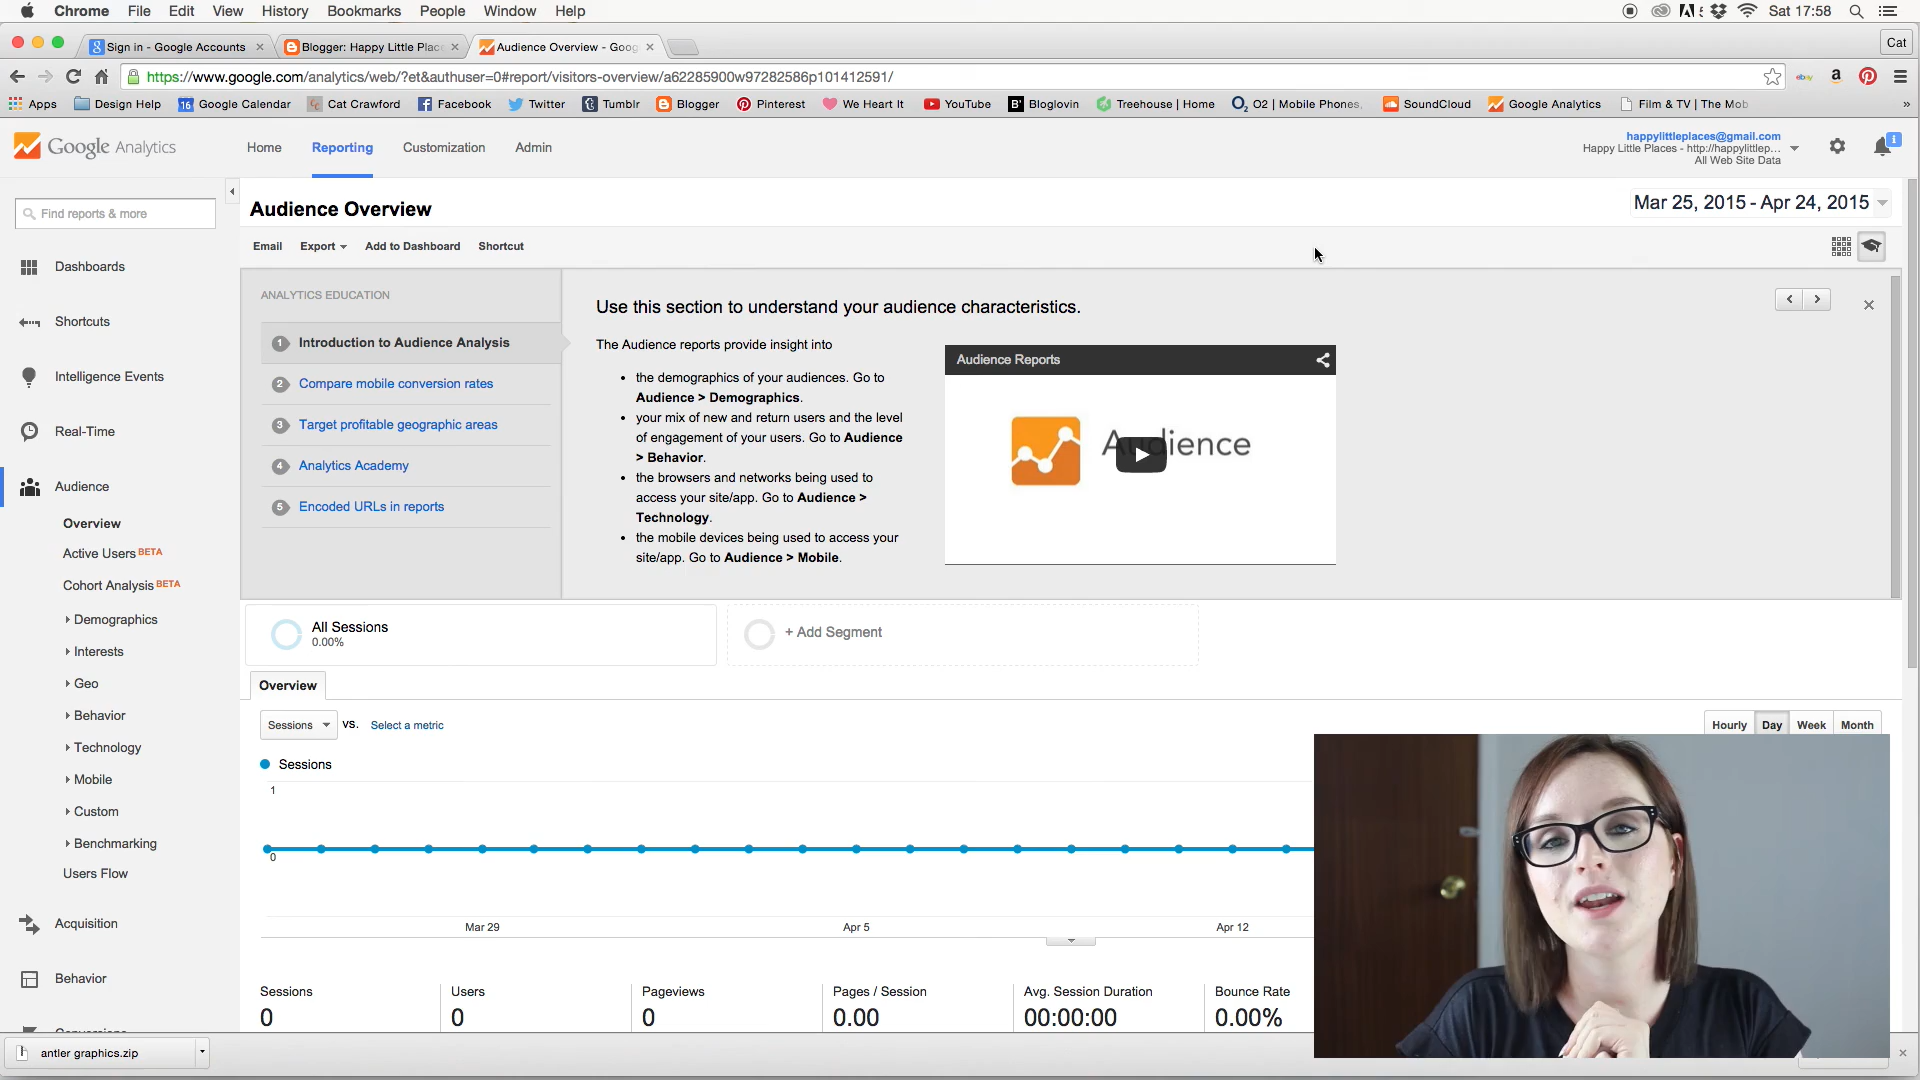 Chrome File Edit View History Bookmarks People Window Help
Sat 17:58
Sign in - Google Accounts
Blogger: Happy Little Plac
Audience Overview - Goog
Cat
https://www.google.com/analytics/web/?et&authuser=0#report/visitors-overview/a62285900w97282586p101412591/
ebay
a
Apps Design Help 16 Google Calendar Cat Crawford Facebook Twitter Tumblr Blogger Pinterest We Heart It YouTube Bloglovin Treehouse | Home O2 | Mobile Phones, SoundCloud Google Analytics Film & TV | The Mob »
Google Analytics
Home Reporting Customization Admin
happylittleplaces@gmail.com
Happy Little Places - http://happylittlep...
All Web Site Data
Find reports & more
Dashboards
Shortcuts
Intelligence Events
Real-Time
Audience
Overview
Active Users BETA
Cohort Analysis BETA
Demographics
Interests
Geo
Behavior
Technology
Mobile
Custom
Benchmarking
Users Flow
Acquisition
Behavior
Audience Overview
Mar 25, 2015 - Apr 24, 2015
Email Export Add to Dashboard Shortcut
ANALYTICS EDUCATION
1 Introduction to Audience Analysis
2 Compare mobile conversion rates
3 Target profitable geographic areas
4 Analytics Academy
5 Encoded URLs in reports
Use this section to understand your audience characteristics.
The Audience reports provide insight into
• the demographics of your audiences. Go to
Audience > Demographics.
• your mix of new and return users and the level
of engagement of your users. Go to Audience
> Behavior.
• the browsers and networks being used to
access your site/app. Go to Audience >
Technology.
• the mobile devices being used to access your
site/app. Go to Audience > Mobile.
Audience Reports
Audience
All Sessions
0.00%
+ Add Segment
Overview
Sessions vs. Select a metric
Hourly Day Week Month
Sessions
1
0
Mar 29 Apr 5 Apr 12
Sessions Users Pageviews Pages / Session Avg. Session Duration Bounce Rate
0 0 0 0.00 00:00:00 0.00%
antler graphics.zip